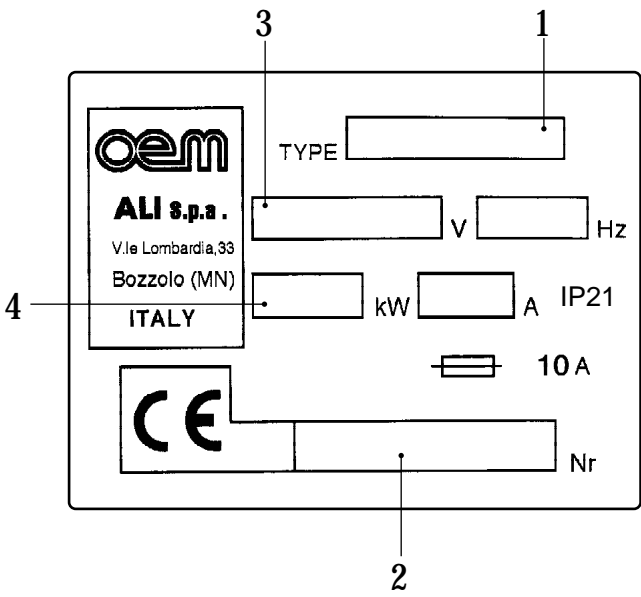 3 1
oem
TYPE
ALI S.p.a .
V
Hz
V.le Lombardia,33
Bozzolo (MN)
4
kW
A
IP21
ITALY
10 A
CE
Nr
2